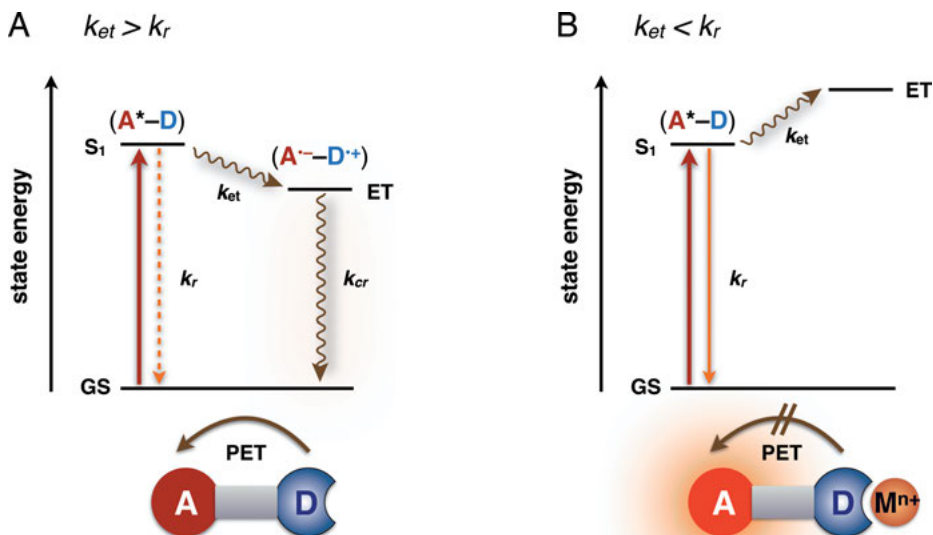 A
k_et > k_r
state energy
(A*–D)
S₁
k_et
(A^•−–D^•+)
ET
k_r
k_cr
GS
PET
A
D
B
k_et < k_r
state energy
(A*–D)
S₁
k_et
ET
k_r
GS
PET
A
D
Mⁿ⁺